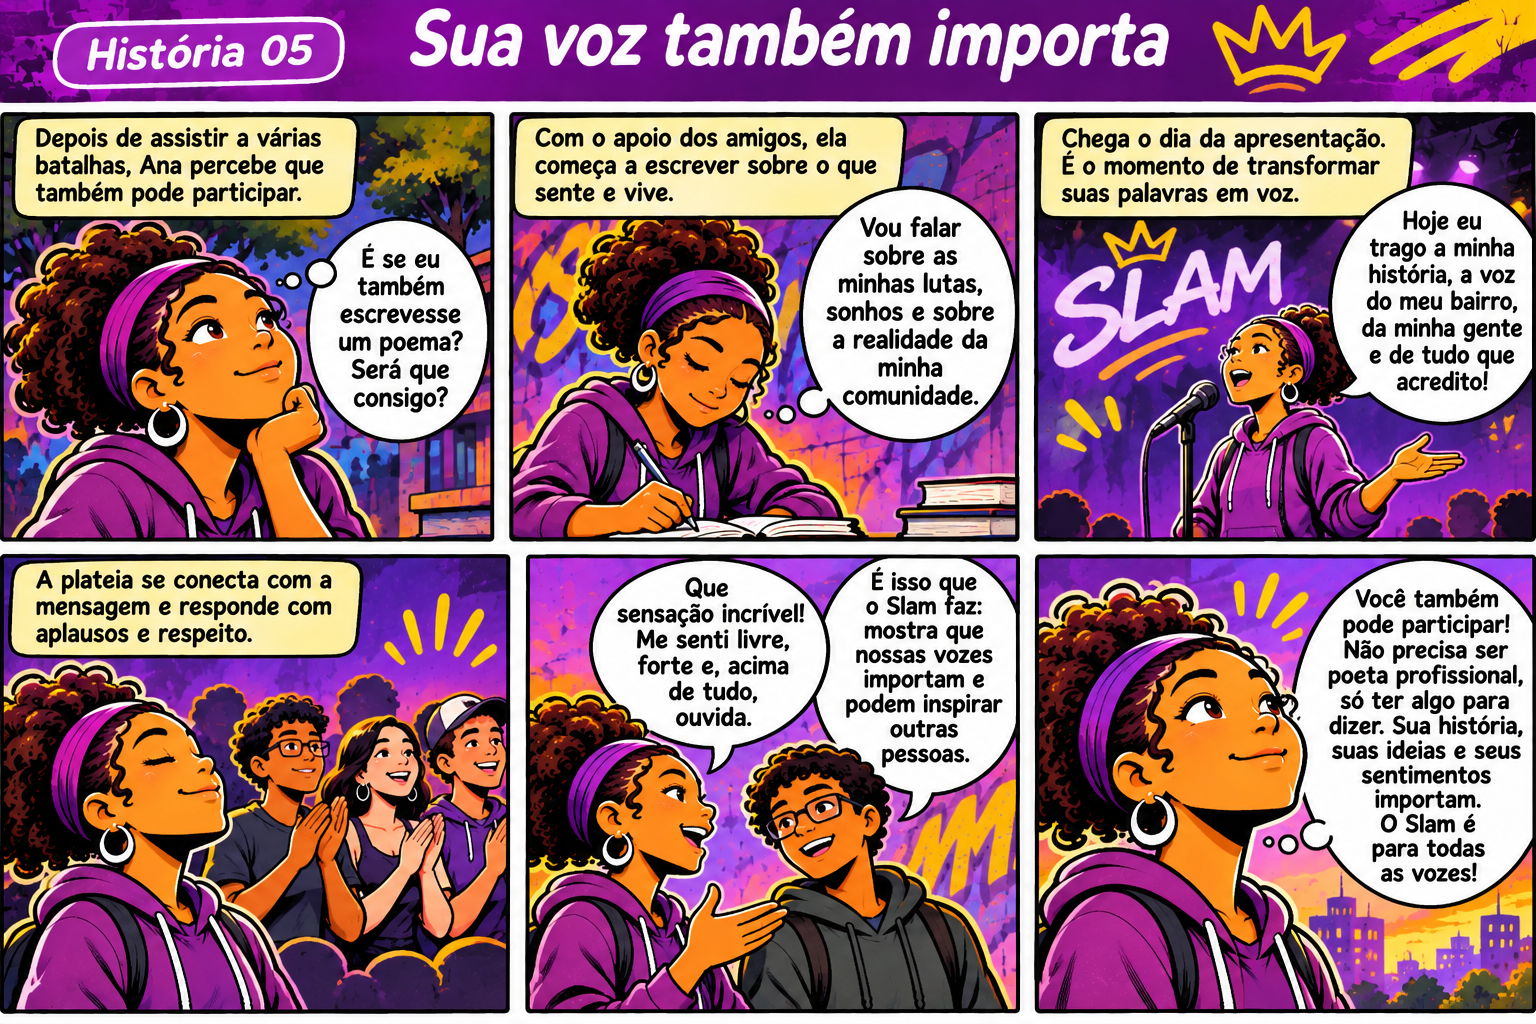 História 05
Sua voz também importa
Depois de assistir a várias
batalhas, Ana percebe que
também pode participar.
É se eu
também
escrevesse
um poema?
Será que
consigo?
Com o apoio dos amigos, ela
começa a escrever sobre o que
sente e vive.
Vou falar
sobre as
minhas lutas,
sonhos e sobre
a realidade da
minha
comunidade.
Chega o dia da apresentação.
É o momento de transformar
suas palavras em voz.
SLAM
Hoje eu
trago a minha
história, a voz
do meu bairro,
da minha gente
e de tudo que
acredito!
A plateia se conecta com a
mensagem e responde com
aplausos e respeito.
Que
sensação incrível!
Me senti livre,
forte e, acima
de tudo,
ouvida.
É isso que
o Slam faz:
mostra que
nossas vozes
importam e
podem inspirar
outras
pessoas.
Você também
pode participar!
Não precisa ser
poeta profissional,
só ter algo para
dizer. Sua história,
suas ideias e seus
sentimentos
importam.
O Slam é
para todas
as vozes!